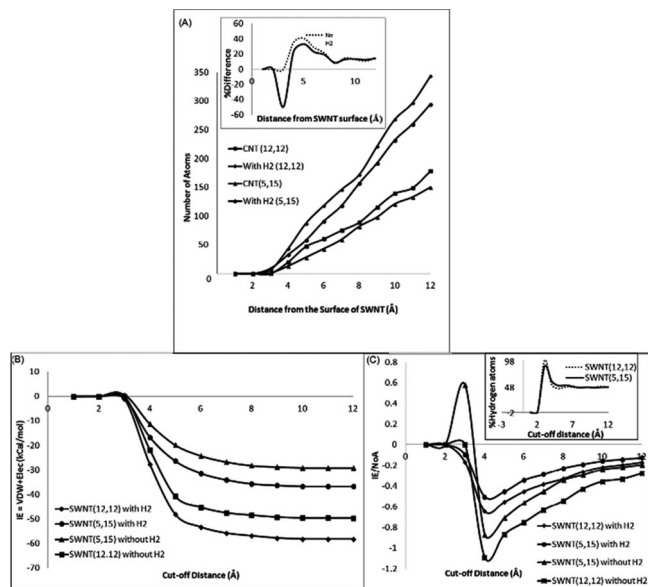 (A)
60
40
20
0
-20
-40
-60
%Difference
No
H2
0
5
10
Distance from SWNT surface (Å)
350
300
250
200
150
100
50
0
Number of Atoms
CNT (12,12)
With H2 (12,12)
CNT(5,15)
With H2 (5,15)
0
2
4
6
8
10
12
Distance from the Surface of SWNT (Å)
(B)
10
0
-10
-20
-30
-40
-50
-60
-70
IE = VDW+Elec(kCal/mol)
0
2
4
6
8
10
12
SWNT(12,12) with H2
SWNT(5,15) with H2
SWNT(5,15) without H2
SWNT(12,12) without H2
Cut-off Distance (Å)
(C)
0.8
0.6
0.4
0.2
0
-0.2
-0.4
-0.6
-0.8
-1
-1.2
IE/NoA
98
48
-2
%Hydrogen atoms
SWNT(12,12)
SWNT(5,15)
-3
2
7
12
Cut-off distance (Å)
0
2
4
6
8
10
12
SWNT(12,12) with H2
SWNT(5,15) with H2
SWNT(5,15) without H2
SWNT(12,12) without H2
Cut-off Distance (Å)